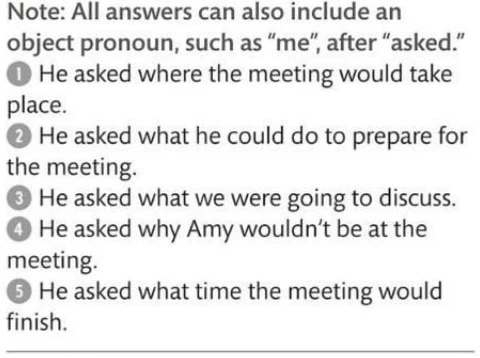 Note: All answers can also include an
object pronoun, such as “me”, after “asked.”
1 He asked where the meeting would take
place.
2 He asked what he could do to prepare for
the meeting.
3 He asked what we were going to discuss.
4 He asked why Amy wouldn’t be at the
meeting.
5 He asked what time the meeting would
finish.